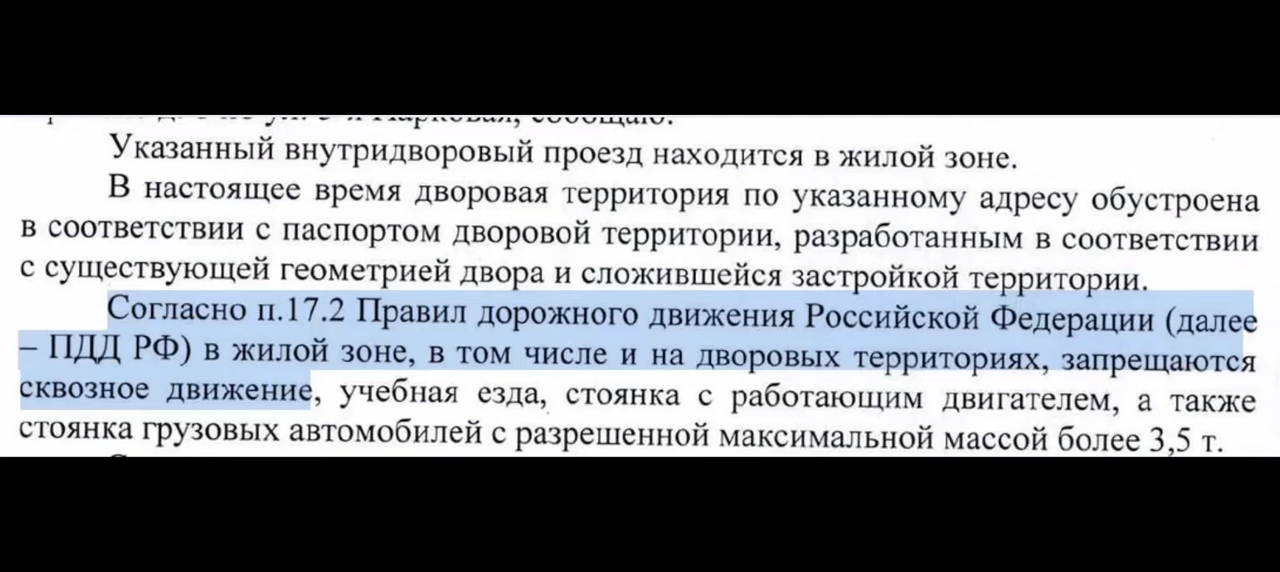 Указанный внутридворовый проезд находится в жилой зоне.
В настоящее время дворовая территория по указанному адресу обустроена
в соответствии с паспортом дворовой территории, разработанным в соответствии
с существующей геометрией двора и сложившейся застройкой территории.
Согласно п.17.2 Правил дорожного движения Российской Федерации (далее
– ПДД РФ) в жилой зоне, в том числе и на дворовых территориях, запрещаются
сквозное движение, учебная езда, стоянка с работающим двигателем, а также
стоянка грузовых автомобилей с разрешенной максимальной массой более 3,5 т.